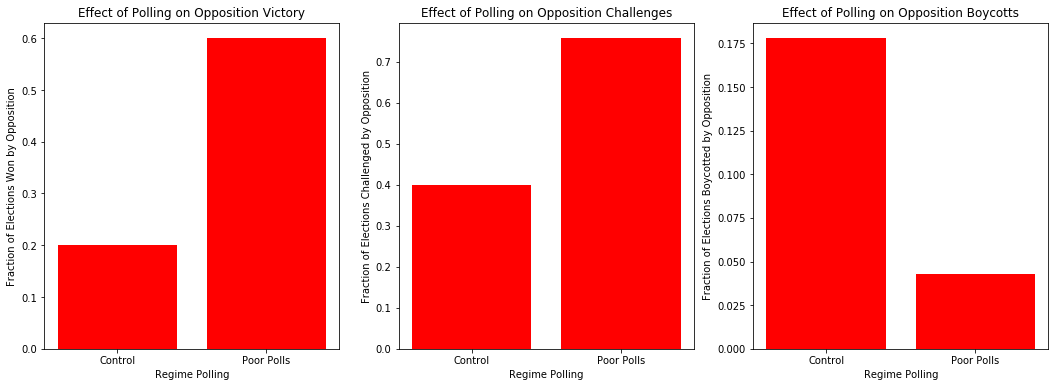 Effect of Polling on Opposition Victory
Fraction of Elections Won by Opposition
0.6
0.5
0.4
0.3
0.2
0.1
0.0
Control
Poor Polls
Regime Polling
Effect of Polling on Opposition Challenges
Fraction of Elections Challenged by Opposition
0.7
0.6
0.5
0.4
0.3
0.2
0.1
0.0
Control
Poor Polls
Regime Polling
Effect of Polling on Opposition Boycotts
Fraction of Elections Boycotted by Opposition
0.175
0.150
0.125
0.100
0.075
0.050
0.025
0.000
Control
Poor Polls
Regime Polling